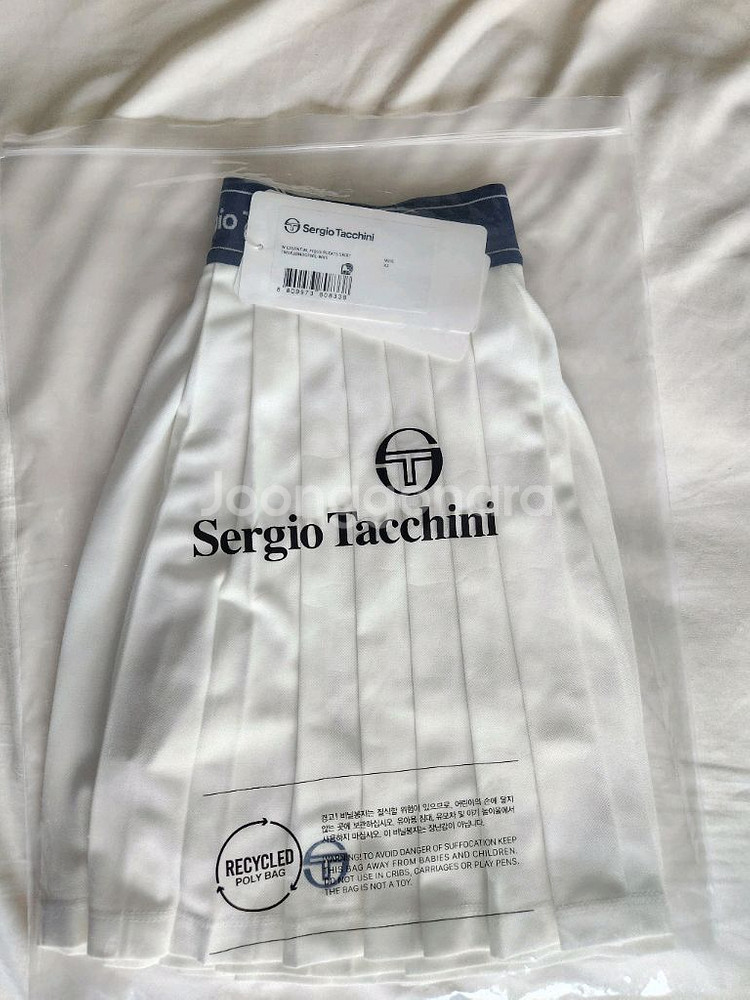 io T
Sergio Tacchini
8 809973 808338
Joonggonara
Sergio Tacchini
경고! 비닐봉지는 질식할 위험이 있으므로, 어린이의 손에 닿지
않는 곳에 보관하십시오. 유아용 침대, 유모차 및 아기 놀이울에서
사용하지 마십시오. 이 비닐봉지는 장난감이 아닙니다.
RECYCLED
POLY BAG
WARNING! TO AVOID DANGER OF SUFFOCATION KEEP
THIS BAG AWAY FROM BABIES AND CHILDREN.
DO NOT USE IN CRIBS, CARRIAGES OR PLAY PENS.
THE BAG IS NOT A TOY.